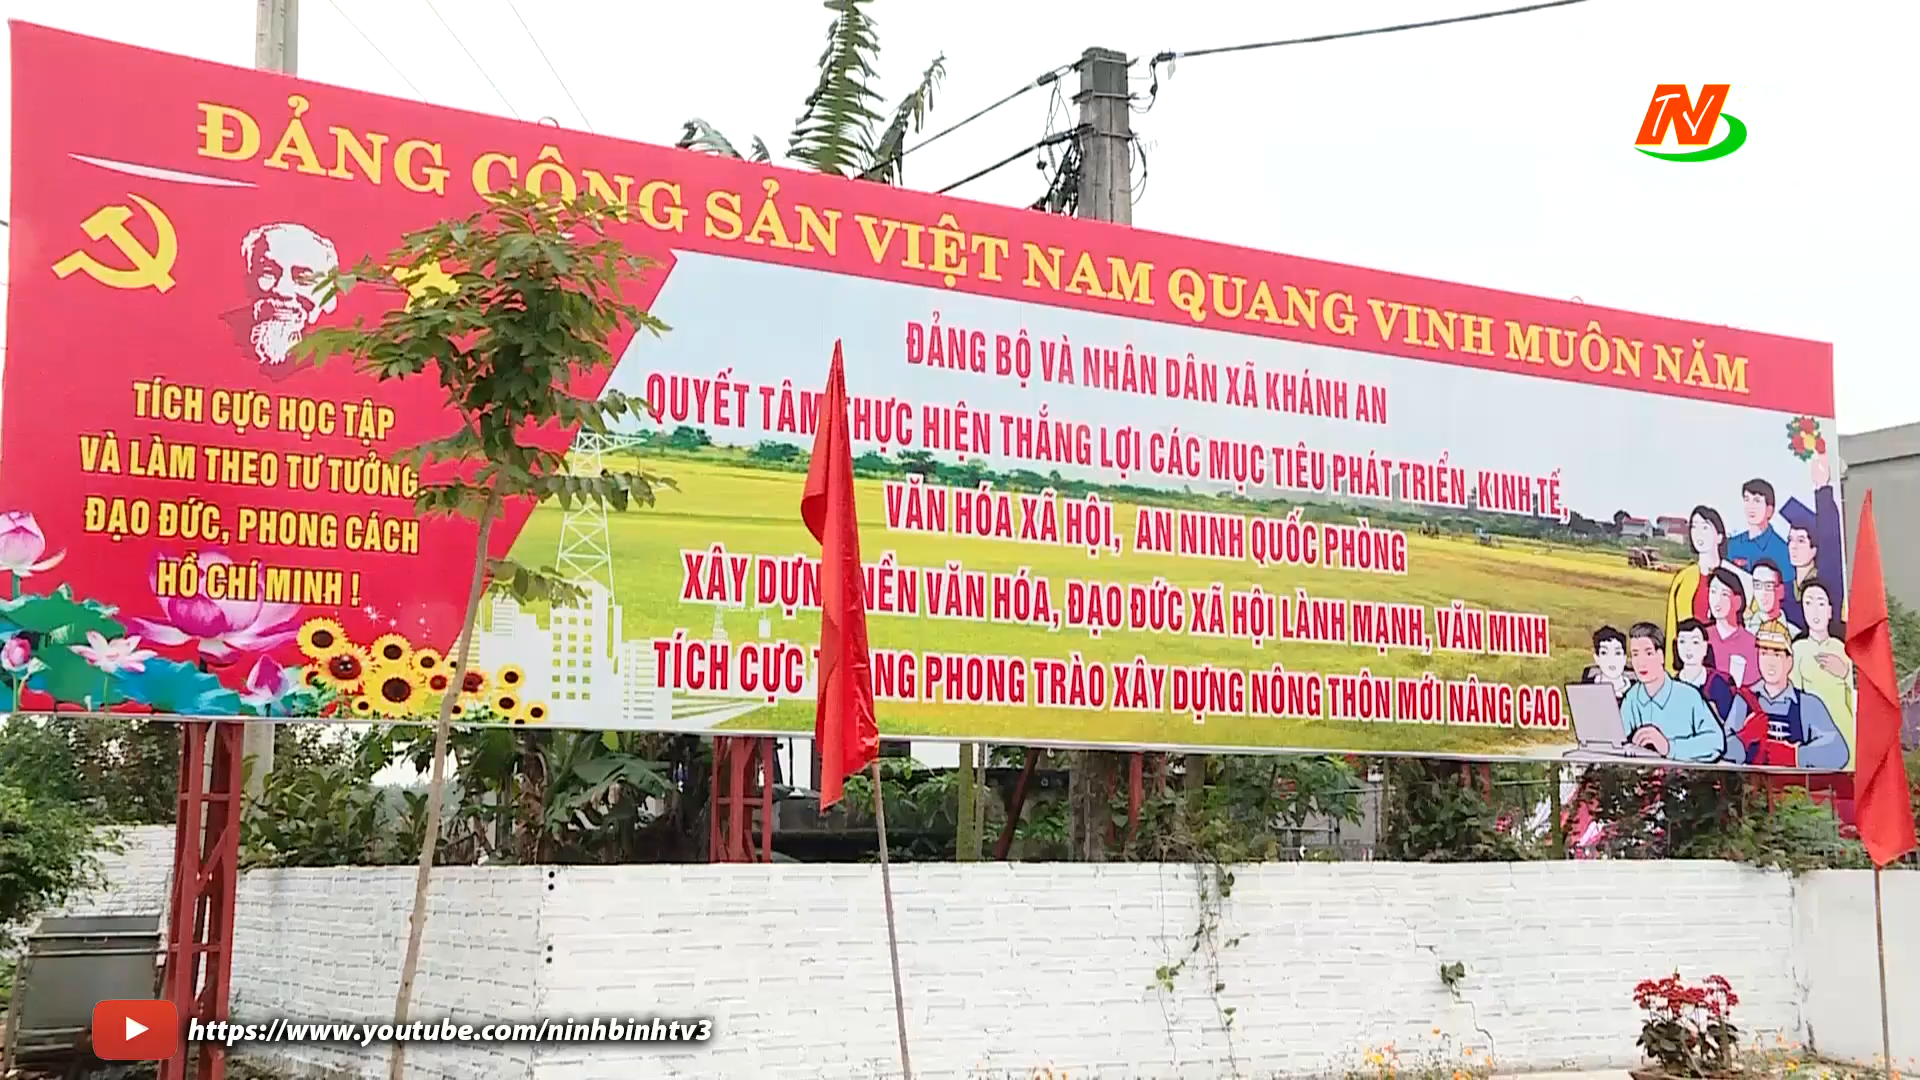 ĐẢNG CỘNG SẢN VIỆT NAM QUANG VINH MUÔN NĂM
TÍCH CỰC HỌC TẬP
VÀ LÀM THEO TƯ TƯỞNG,
ĐẠO ĐỨC, PHONG CÁCH
HỒ CHÍ MINH !
ĐẢNG BỘ VÀ NHÂN DÂN XÃ KHÁNH AN
QUYẾT TÂM THỰC HIỆN THẮNG LỢI CÁC MỤC TIÊU PHÁT TRIỂN KINH TẾ,
VĂN HÓA XÃ HỘI, AN NINH QUỐC PHÒNG
XÂY DỰNG NỀN VĂN HÓA, ĐẠO ĐỨC XÃ HỘI LÀNH MẠNH, VĂN MINH
TÍCH CỰC TRONG PHONG TRÀO XÂY DỰNG NÔNG THÔN MỚI NÂNG CAO.
NTV
https://www.youtube.com/ninhbinhtv3